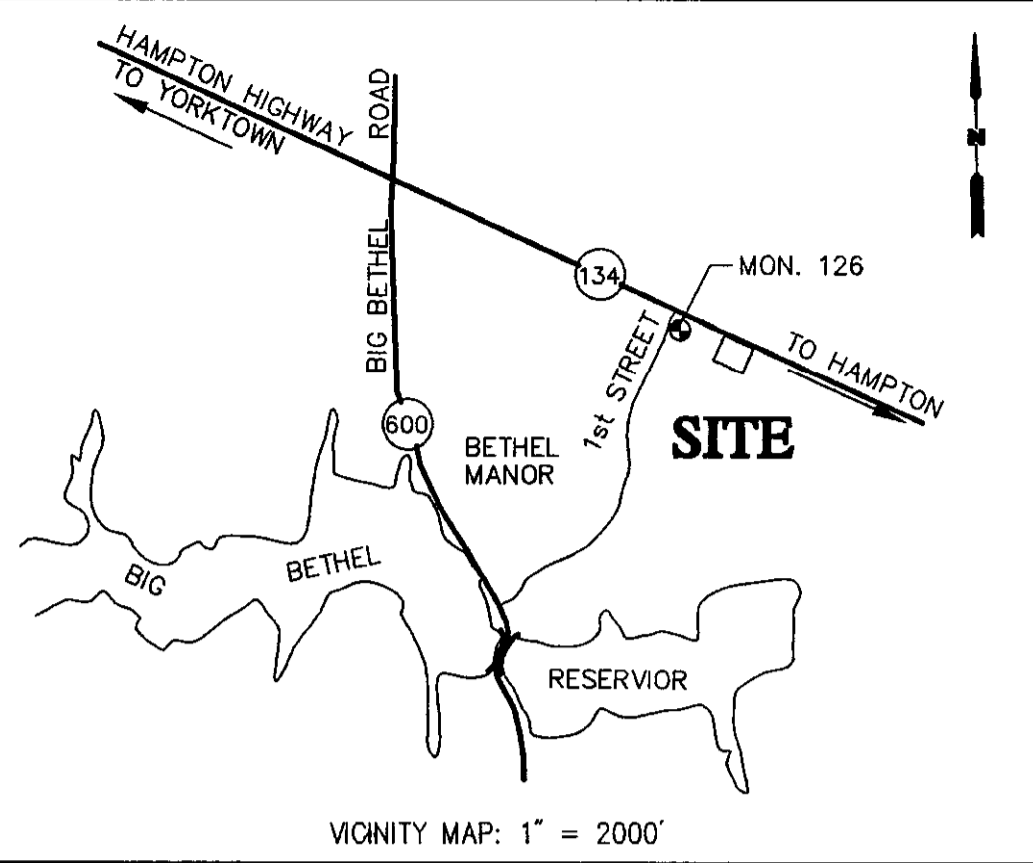 HAMPTON HIGHWAY
TO YORKTOWN
BIG BETHEL ROAD
N
134
MON. 126
1st STREET
TO HAMPTON
SITE
600
BETHEL
MANOR
BIG
BETHEL
RESERVIOR
VICINITY MAP: 1" = 2000'